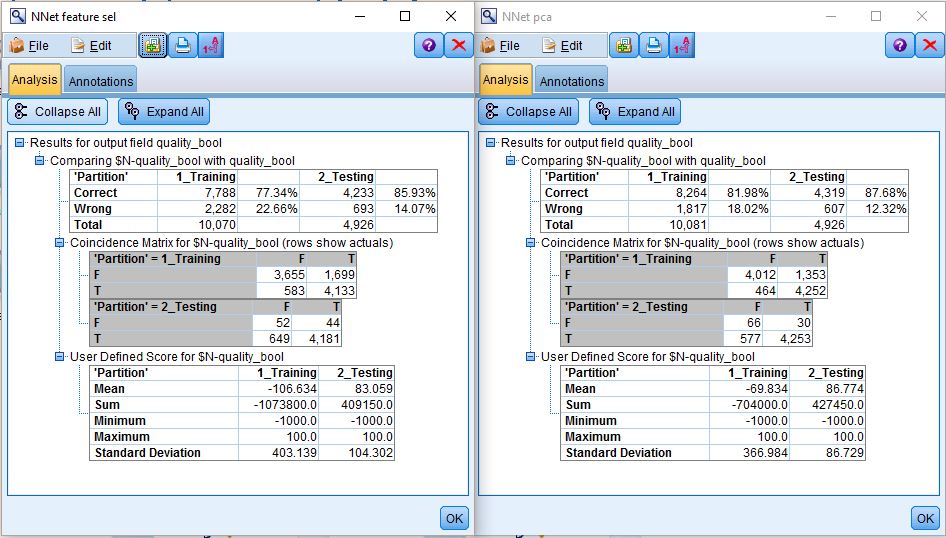 NNet feature sel
File Edit
Analysis Annotations
Collapse All Expand All
Results for output field quality_bool
Comparing $N-quality_bool with quality_bool
'Partition' 1_Training 2_Testing
Correct 7,788 77.34% 4,233 85.93%
Wrong 2,282 22.66% 693 14.07%
Total 10,070 4,926
Coincidence Matrix for $N-quality_bool (rows show actuals)
'Partition' = 1_Training F T
F 3,655 1,699
T 583 4,133
'Partition' = 2_Testing F T
F 52 44
T 649 4,181
User Defined Score for $N-quality_bool
'Partition' 1_Training 2_Testing
Mean -106.634 83.059
Sum -1073800.0 409150.0
Minimum -1000.0 -1000.0
Maximum 100.0 100.0
Standard Deviation 403.139 104.302
OK
NNet pca
File Edit
Analysis Annotations
Collapse All Expand All
Results for output field quality_bool
Comparing $N-quality_bool with quality_bool
'Partition' 1_Training 2_Testing
Correct 8,264 81.98% 4,319 87.68%
Wrong 1,817 18.02% 607 12.32%
Total 10,081 4,926
Coincidence Matrix for $N-quality_bool (rows show actuals)
'Partition' = 1_Training F T
F 4,012 1,353
T 464 4,252
'Partition' = 2_Testing F T
F 66 30
T 577 4,253
User Defined Score for $N-quality_bool
'Partition' 1_Training 2_Testing
Mean -69.834 86.774
Sum -704000.0 427450.0
Minimum -1000.0 -1000.0
Maximum 100.0 100.0
Standard Deviation 366.984 86.729
OK